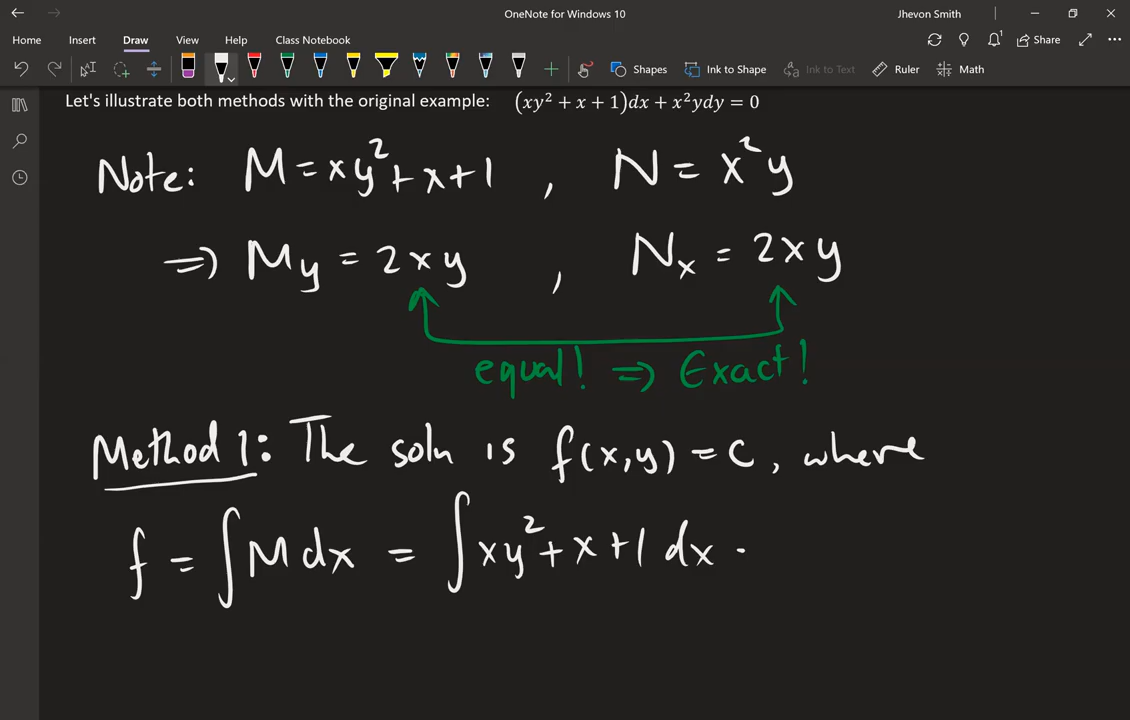 OneNote for Windows 10
Jhevon Smith
Home Insert Draw View Help Class Notebook
Share
Shapes Ink to Shape Ink to Text Ruler Math
Let's illustrate both methods with the original example: (xy² + x + 1)dx + x²ydy = 0
Note: M = xy² + x + 1 , N = x²y
⇒ My = 2xy , Nx = 2xy
equal! ⇒ Exact!
Method 1: The soln is f(x,y) = C, where
f = ∫ M dx = ∫ xy² + x + 1 dx